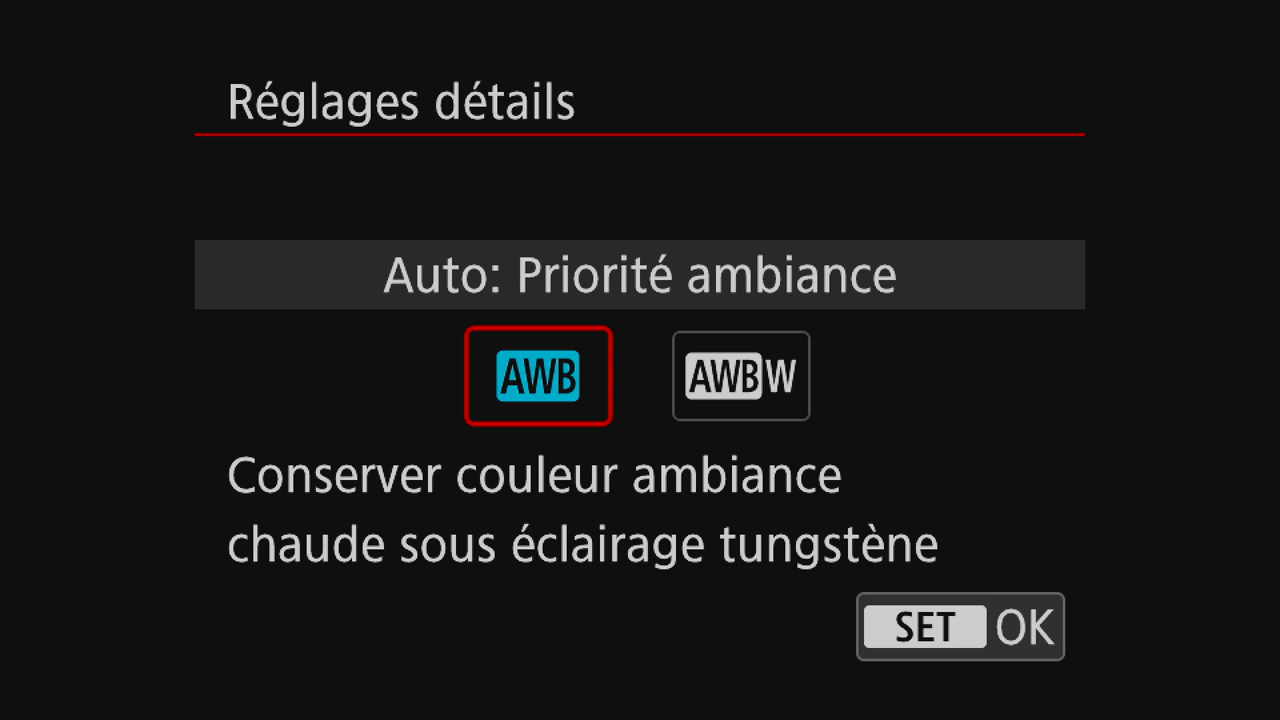 Réglages détails
Auto: Priorité ambiance
AWB AWBW
Conserver couleur ambiance
chaude sous éclairage tungstène
SET OK